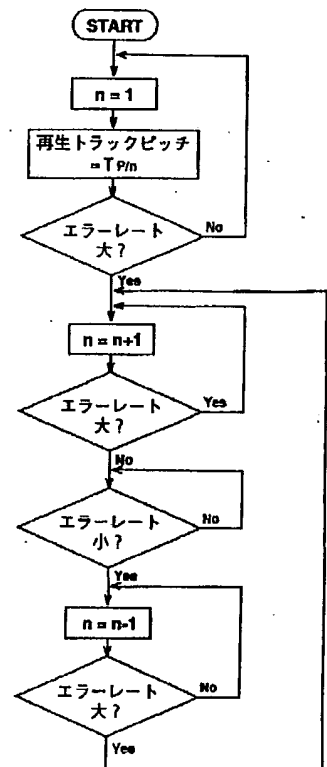 START
n = 1
再生トラックピッチ
= T P/n
エラーレート
大?
No
Yes
n = n+1
エラーレート
大?
Yes
No
エラーレート
小?
No
Yes
n = n-1
エラーレート
大?
No
Yes